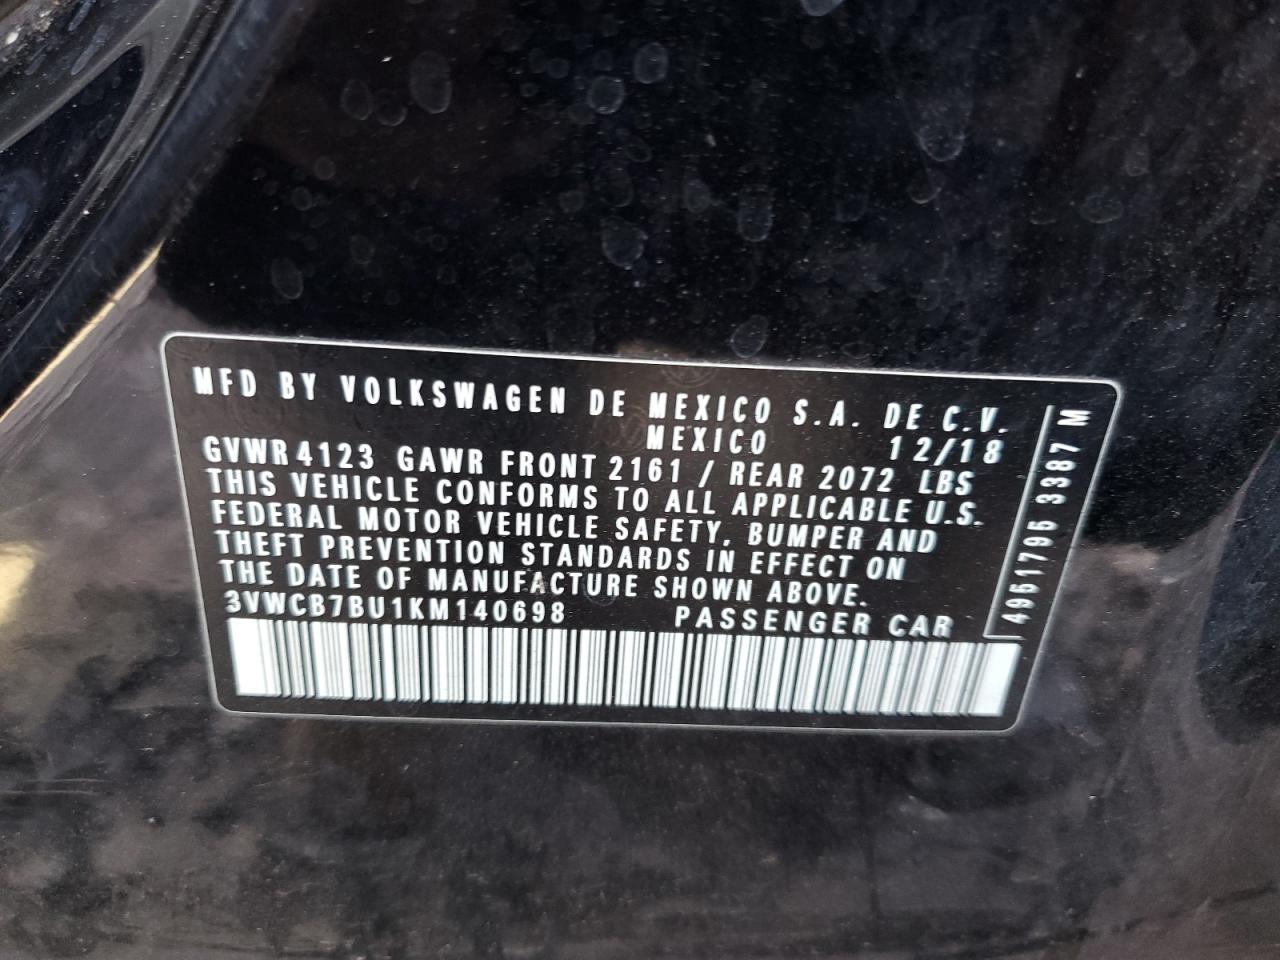 MFD BY VOLKSWAGEN DE MEXICO S.A. DE C.V.
MEXICO 12/18
GVWR 4123 GAWR FRONT 2161 / REAR 2072 LBS
THIS VEHICLE CONFORMS TO ALL APPLICABLE U.S.
FEDERAL MOTOR VEHICLE SAFETY, BUMPER AND
THEFT PREVENTION STANDARDS IN EFFECT ON
THE DATE OF MANUFACTURE SHOWN ABOVE.
3VWCB7BU1KM140698 PASSENGER CAR
4951795 3387 M